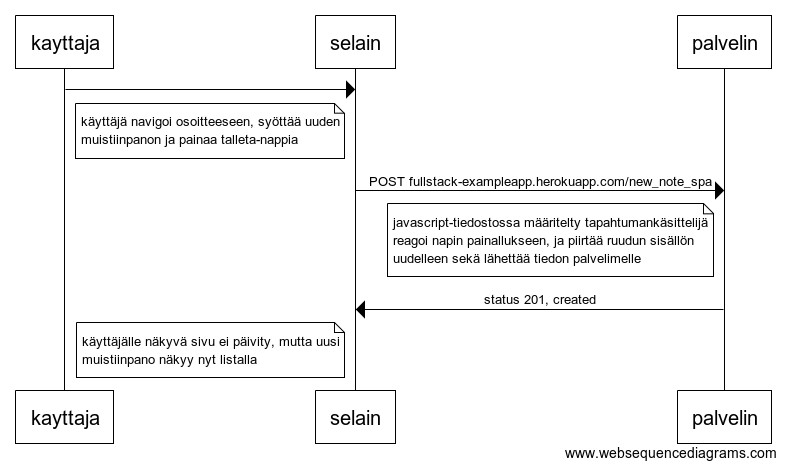 kayttaja
selain
palvelin
käyttäjä navigoi osoitteeseen, syöttää uuden
muistiinpanon ja painaa talleta-nappia
POST fullstack-exampleapp.herokuapp.com/new_note_spa
javascript-tiedostossa määritelty tapahtumankäsittelijä
reagoi napin painallukseen, ja piirtää ruudun sisällön
uudelleen sekä lähettää tiedon palvelimelle
status 201, created
käyttäjälle näkyvä sivu ei päivity, mutta uusi
muistiinpano näkyy nyt listalla
kayttaja
selain
palvelin
www.websequencediagrams.com